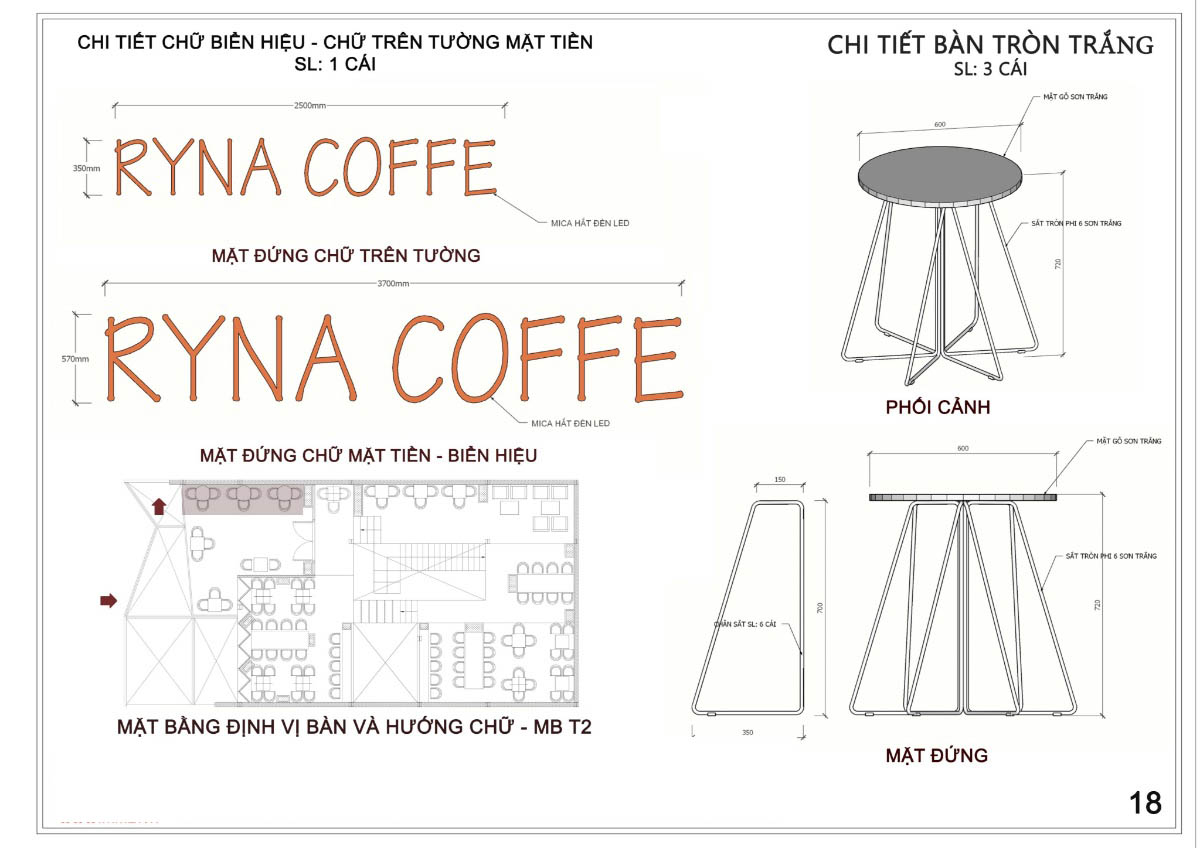 CHI TIẾT CHỮ BIỂN HIỆU - CHỮ TRÊN TƯỜNG MẶT TIỀN
SL: 1 CÁI
2500mm
350mm
RYNA COFFE
MICA HẮT ĐÈN LED
MẶT ĐỨNG CHỮ TRÊN TƯỜNG
3700mm
570mm
RYNA COFFE
MICA HẮT ĐÈN LED
MẶT ĐỨNG CHỮ MẶT TIỀN - BIỂN HIỆU
MẶT BẰNG ĐỊNH VỊ BÀN VÀ HƯỚNG CHỮ - MB T2
CHI TIẾT BÀN TRÒN TRẮNG
SL: 3 CÁI
MẶT GỖ SƠN TRẮNG
600
SẮT TRÒN PHI 6 SƠN TRẮNG
720
PHỐI CẢNH
MẶT GỖ SƠN TRẮNG
600
150
SẮT TRÒN PHI 6 SƠN TRẮNG
700
720
CHÂN SẮT SL: 6 CÁI
350
MẶT ĐỨNG
18